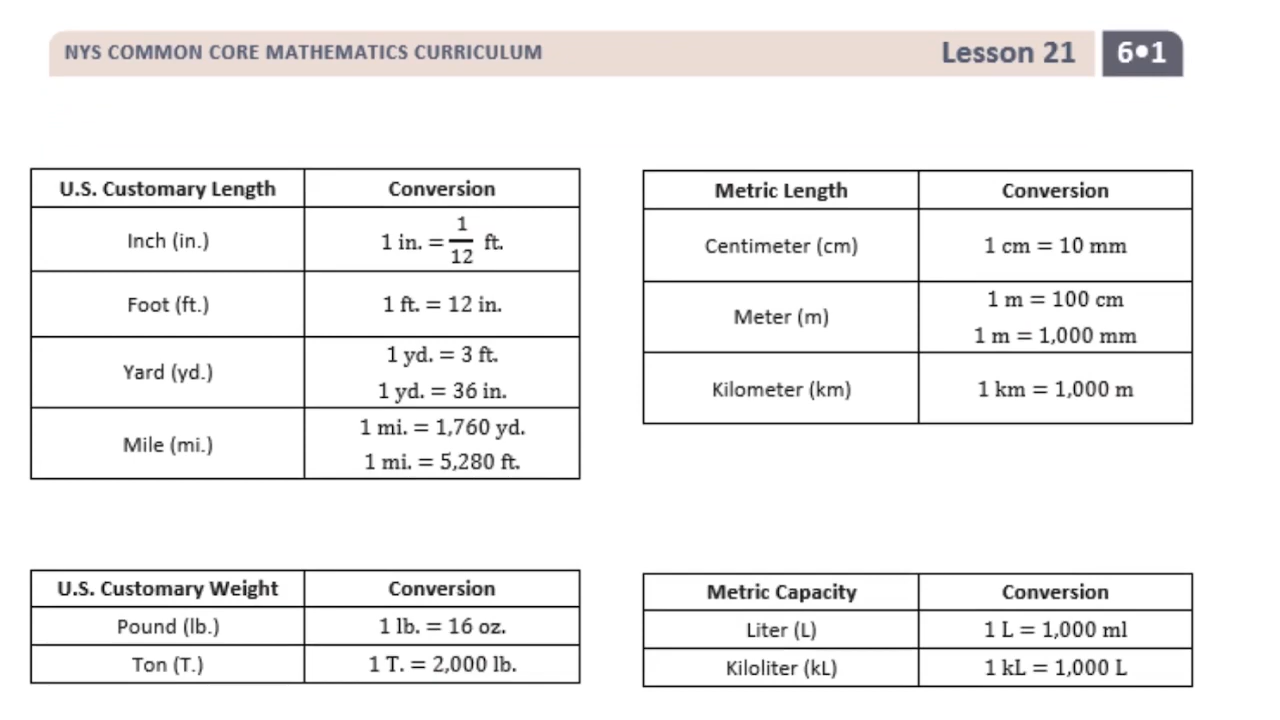 NYS COMMON CORE MATHEMATICS CURRICULUM Lesson 21 6•1
U.S. Customary Length Conversion
Inch (in.) 1 in. = 1/12 ft.
Foot (ft.) 1 ft. = 12 in.
Yard (yd.) 1 yd. = 3 ft.
1 yd. = 36 in.
Mile (mi.) 1 mi. = 1,760 yd.
1 mi. = 5,280 ft.
Metric Length Conversion
Centimeter (cm) 1 cm = 10 mm
Meter (m) 1 m = 100 cm
1 m = 1,000 mm
Kilometer (km) 1 km = 1,000 m
U.S. Customary Weight Conversion
Pound (lb.) 1 lb. = 16 oz.
Ton (T.) 1 T. = 2,000 lb.
Metric Capacity Conversion
Liter (L) 1 L = 1,000 ml
Kiloliter (kL) 1 kL = 1,000 L